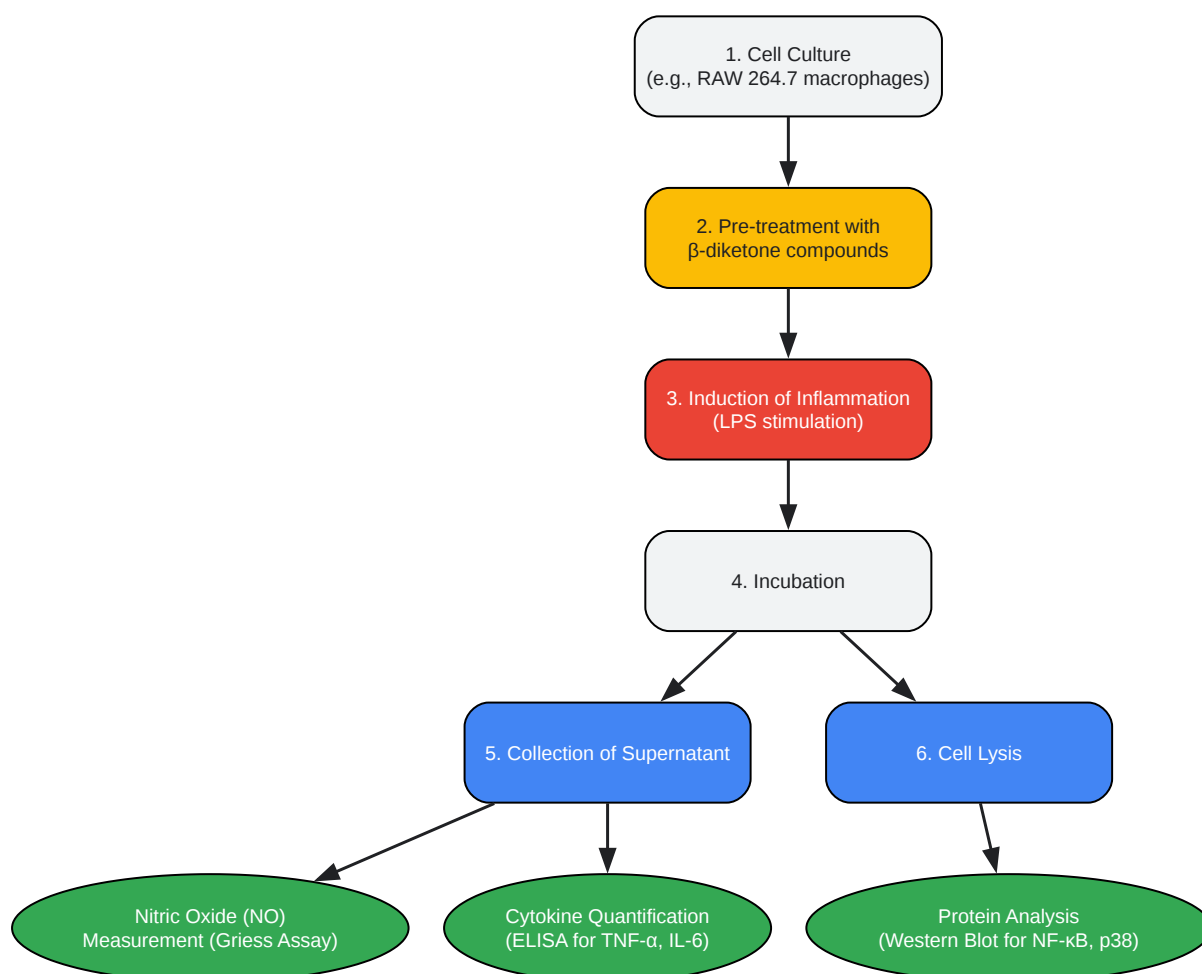 1. Cell Culture
(e.g., RAW 264.7 macrophages)
2. Pre-treatment with
β-diketone compounds
3. Induction of Inflammation
(LPS stimulation)
4. Incubation
5. Collection of Supernatant
6. Cell Lysis
Nitric Oxide (NO)
Measurement (Griess Assay)
Cytokine Quantification
(ELISA for TNF-α, IL-6)
Protein Analysis
(Western Blot for NF-κB, p38)